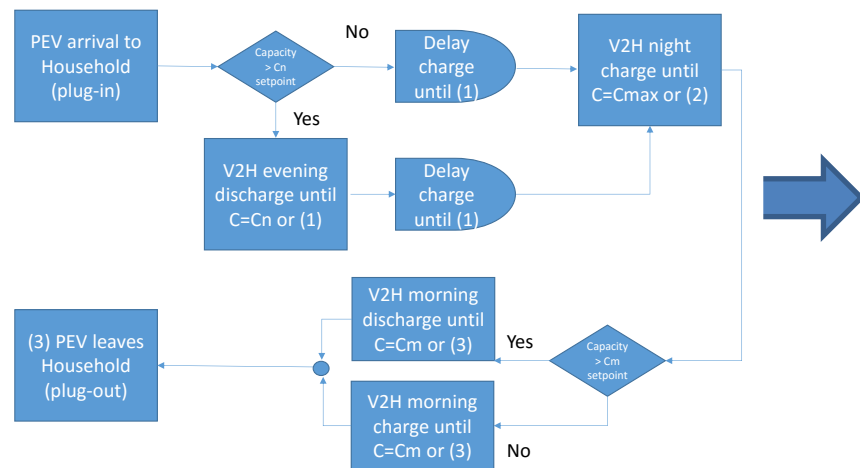 PEV arrival to
Household
(plug-in)
Capacity
> Cn
setpoint
No
Delay
charge
until (1)
V2H night
charge until
C=Cmax or (2)
Yes
V2H evening
discharge until
C=Cn or (1)
Delay
charge
until (1)
V2H morning
discharge until
C=Cm or (3)
Yes
Capacity
> Cm
setpoint
(3) PEV leaves
Household
(plug-out)
V2H morning
charge until
C=Cm or (3)
No